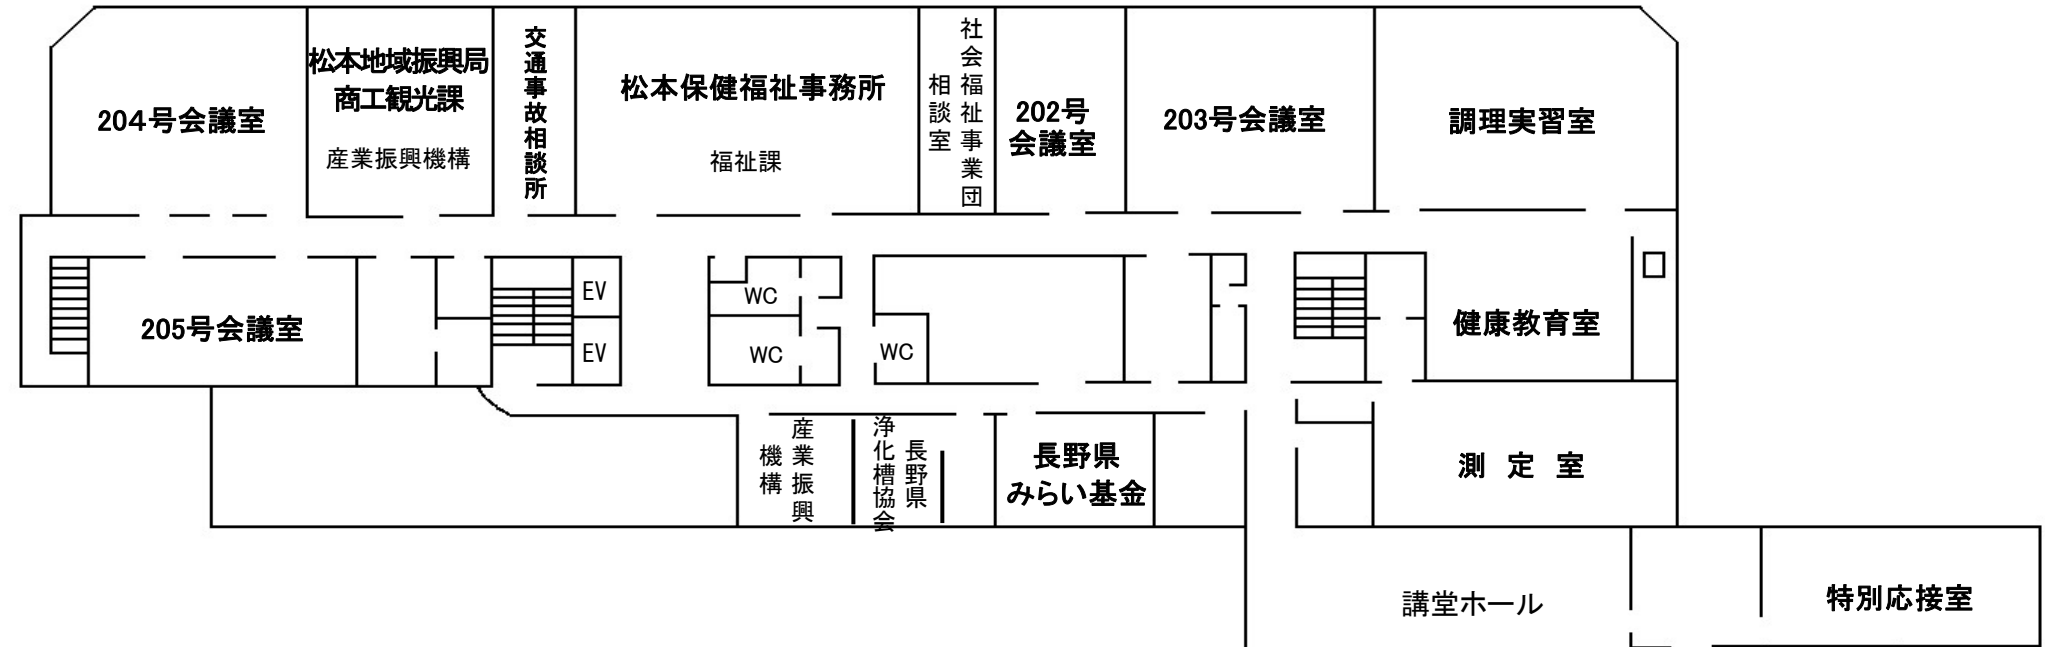 204号会議室
松本地域振興局
商工観光課
産業振興機構
交通事故相談所
松本保健福祉事務所
福祉課
社会福祉事業団
相談室
202号
会議室
203号会議室
調理実習室
205号会議室
EV
EV
WC
WC
WC
健康教育室
産業振興
機構
長野県
浄化槽協会
長野県
みらい基金
測 定 室
講堂ホール
特別応接室